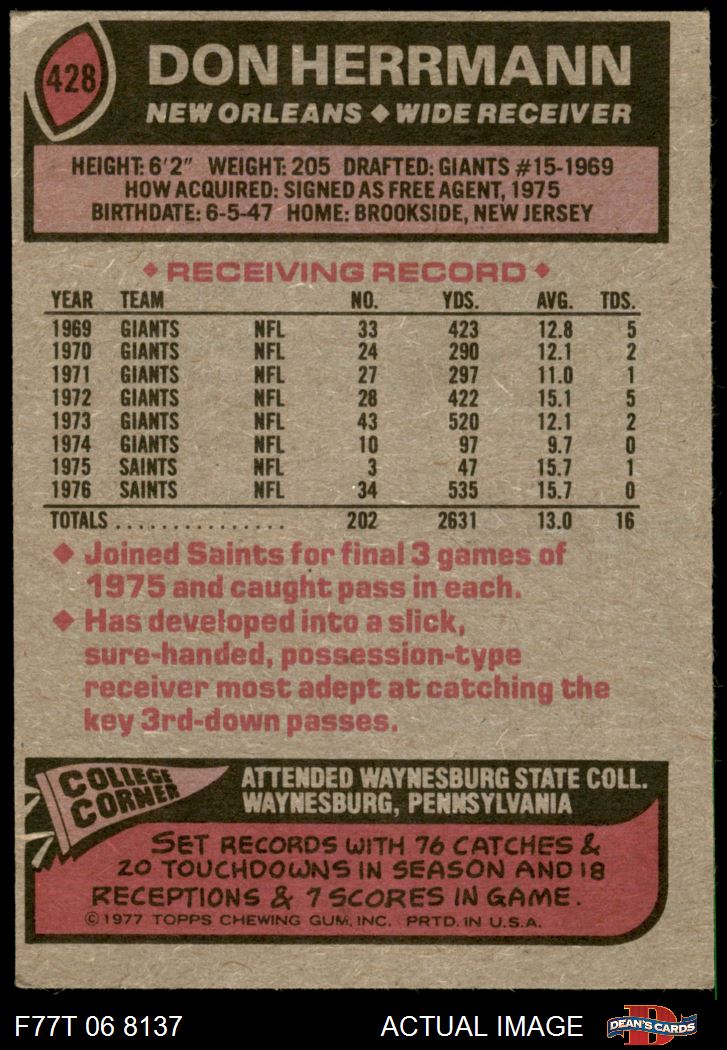 428
DON HERRMANN
NEW ORLEANS ◆ WIDE RECEIVER
HEIGHT: 6'2" WEIGHT: 205 DRAFTED: GIANTS #15-1969
HOW ACQUIRED: SIGNED AS FREE AGENT, 1975
BIRTHDATE: 6-5-47 HOME: BROOKSIDE, NEW JERSEY
◆ RECEIVING RECORD ◆
YEAR TEAM NO. YDS. AVG. TDS.
1969 GIANTS NFL 33 423 12.8 5
1970 GIANTS NFL 24 290 12.1 2
1971 GIANTS NFL 27 297 11.0 1
1972 GIANTS NFL 28 422 15.1 5
1973 GIANTS NFL 43 520 12.1 2
1974 GIANTS NFL 10 97 9.7 0
1975 SAINTS NFL 3 47 15.7 1
1976 SAINTS NFL 34 535 15.7 0
TOTALS . . . . . . . . . . . . . . . 202 2631 13.0 16
◆ Joined Saints for final 3 games of
1975 and caught pass in each.
◆ Has developed into a slick,
sure-handed, possession-type
receiver most adept at catching the
key 3rd-down passes.
COLLEGE
CORNER
ATTENDED WAYNESBURG STATE COLL.
WAYNESBURG, PENNSYLVANIA
SET RECORDS WITH 76 CATCHES &
20 TOUCHDOWNS IN SEASON AND 18
RECEPTIONS & 7 SCORES IN GAME.
© 1977 TOPPS CHEWING GUM, INC. PRTD. IN U.S.A.
F77T 06 8137
ACTUAL IMAGE
D
DEAN'S CARDS